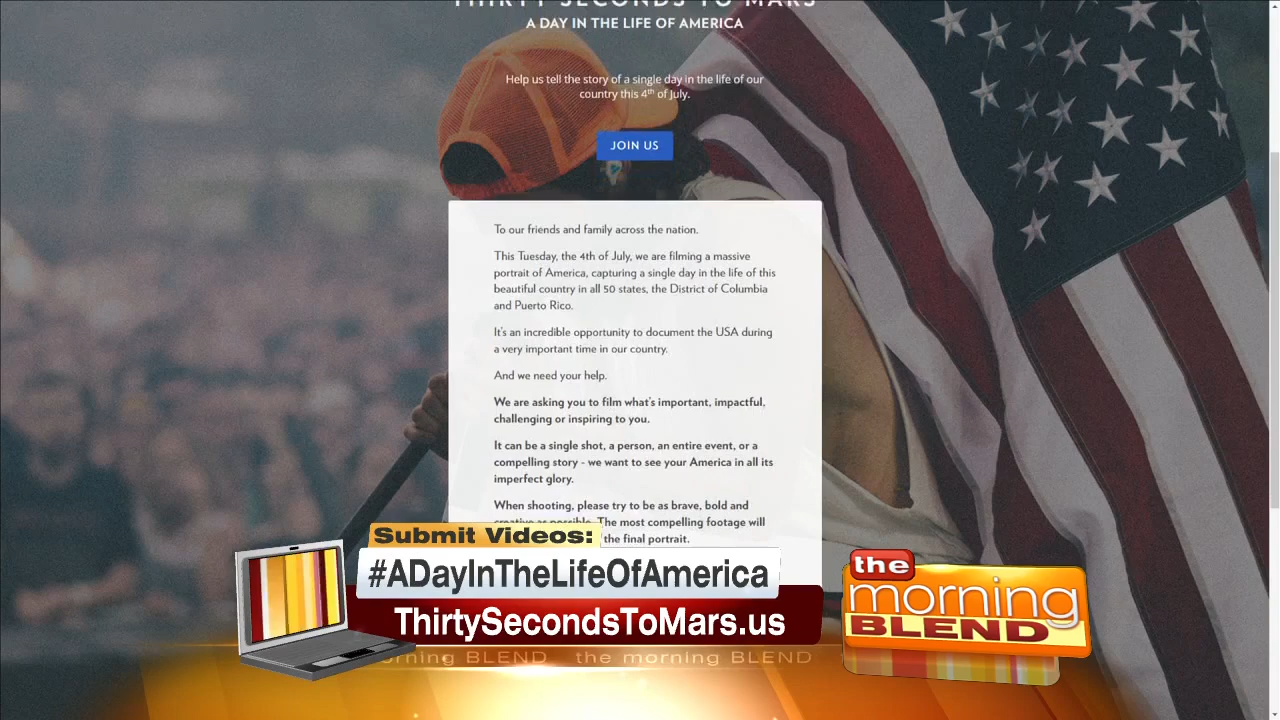 THIRTY SECONDS TO MARS
A DAY IN THE LIFE OF AMERICA
Help us tell the story of a single day in the life of our
country this 4th of July.
JOIN US
To our friends and family across the nation,
This Tuesday, the 4th of July, we are filming a massive
portrait of America, capturing a single day in the life of this
beautiful country in all 50 states, the District of Columbia
and Puerto Rico.
It's an incredible opportunity to document the USA during
a very important time in our country.
And we need your help.
We are asking you to film what's important, impactful,
challenging or inspiring to you.
It can be a single shot, a person, an entire event, or a
compelling story - we want to see your America in all its
imperfect glory.
When shooting, please try to be as brave, bold and
creative as possible. The most compelling footage will
the final portrait.
Submit Videos:
#ADayInTheLifeOfAmerica
ThirtySecondsToMars.us
the
morning
BLEND
orning BLEND the morning BLEND